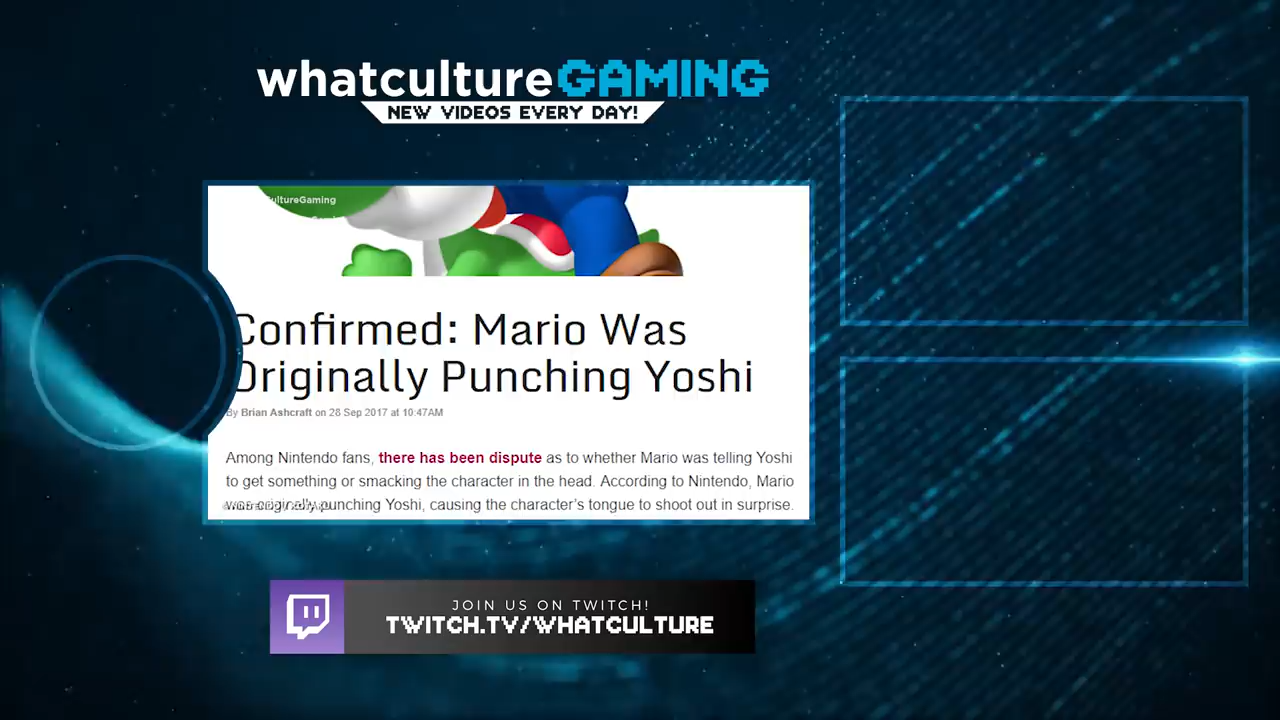 whatcultureGAMING
NEW VIDEOS EVERY DAY!
ultureGaming
Confirmed: Mario Was
Originally Punching Yoshi
By Brian Ashcraft on 28 Sep 2017 at 10:47AM
Among Nintendo fans, there has been dispute as to whether Mario was telling Yoshi
to get something or smacking the character in the head. According to Nintendo, Mario
was originally punching Yoshi, causing the character's tongue to shoot out in surprise.
JOIN US ON TWITCH!
TWITCH.TV/WHATCULTURE